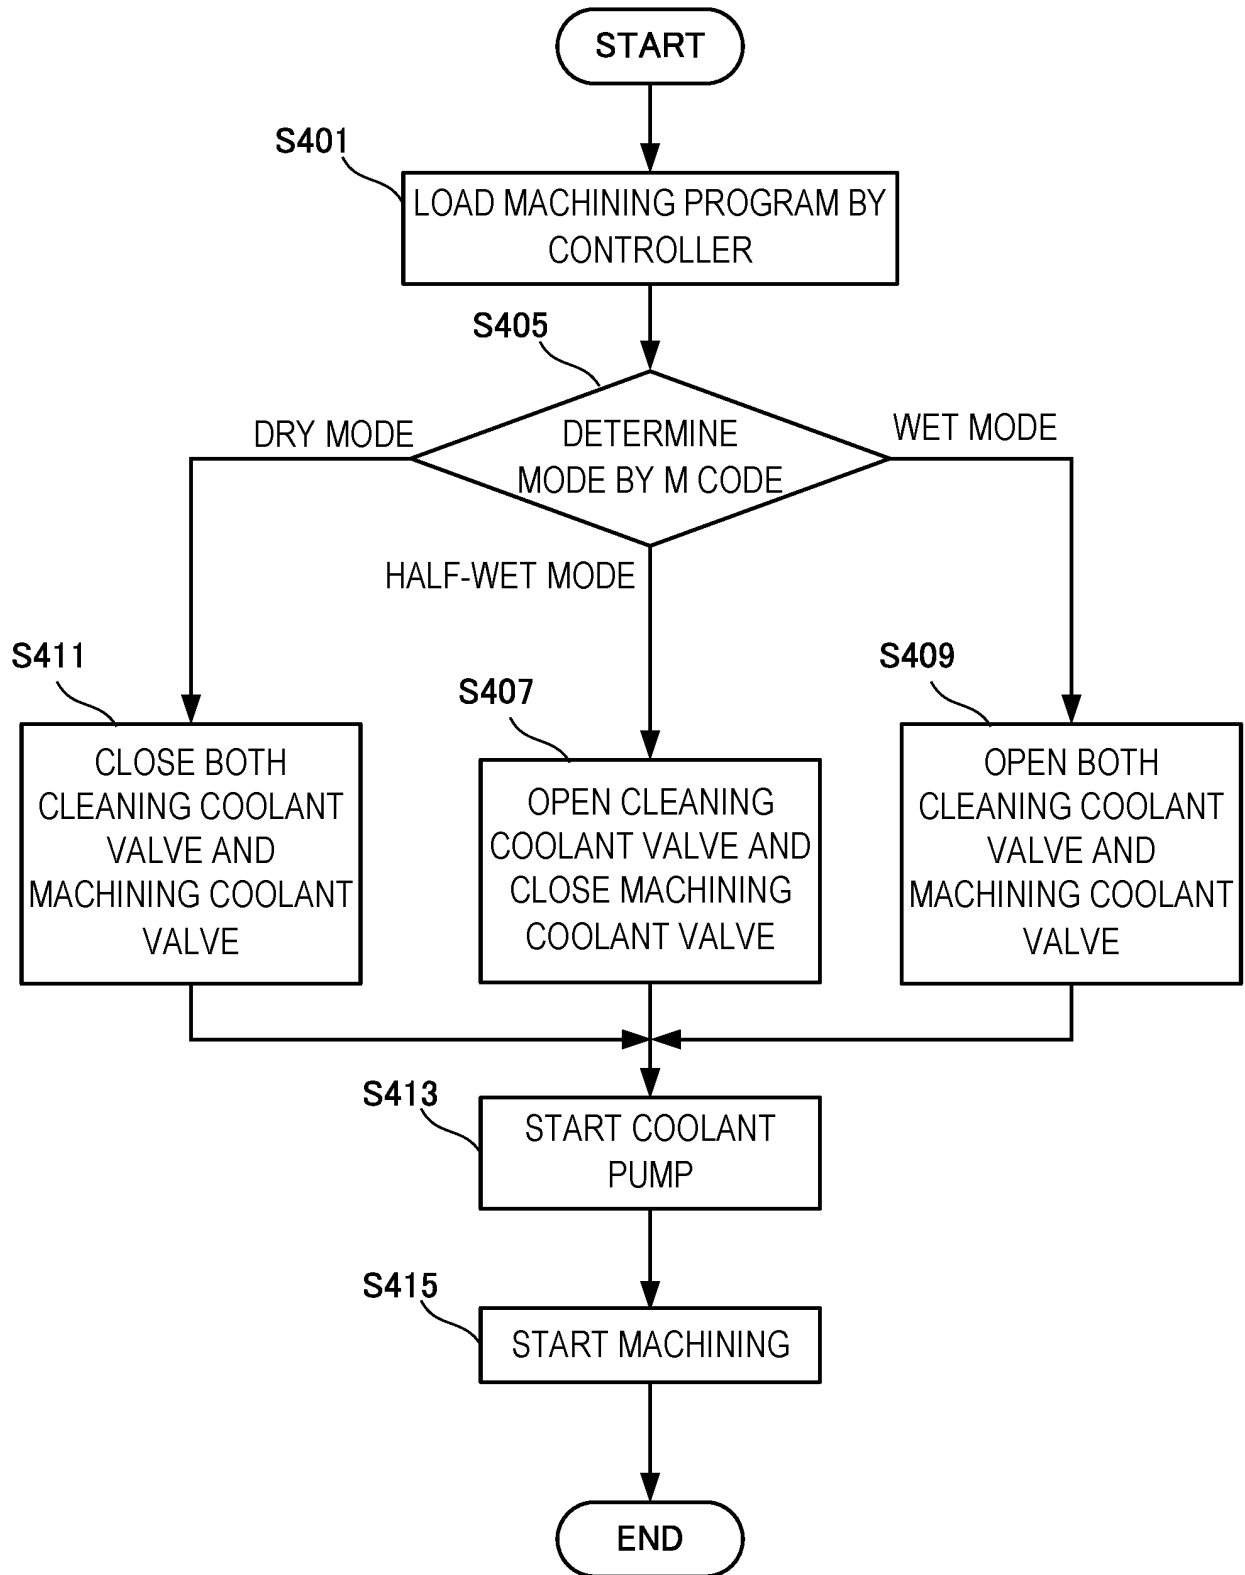 START
S401
LOAD MACHINING PROGRAM BY
CONTROLLER
S405
DETERMINE
MODE BY M CODE
DRY MODE
WET MODE
HALF-WET MODE
S411
CLOSE BOTH
CLEANING COOLANT
VALVE AND
MACHINING COOLANT
VALVE
S407
OPEN CLEANING
COOLANT VALVE AND
CLOSE MACHINING
COOLANT VALVE
S409
OPEN BOTH
CLEANING COOLANT
VALVE AND
MACHINING COOLANT
VALVE
S413
START COOLANT
PUMP
S415
START MACHINING
END